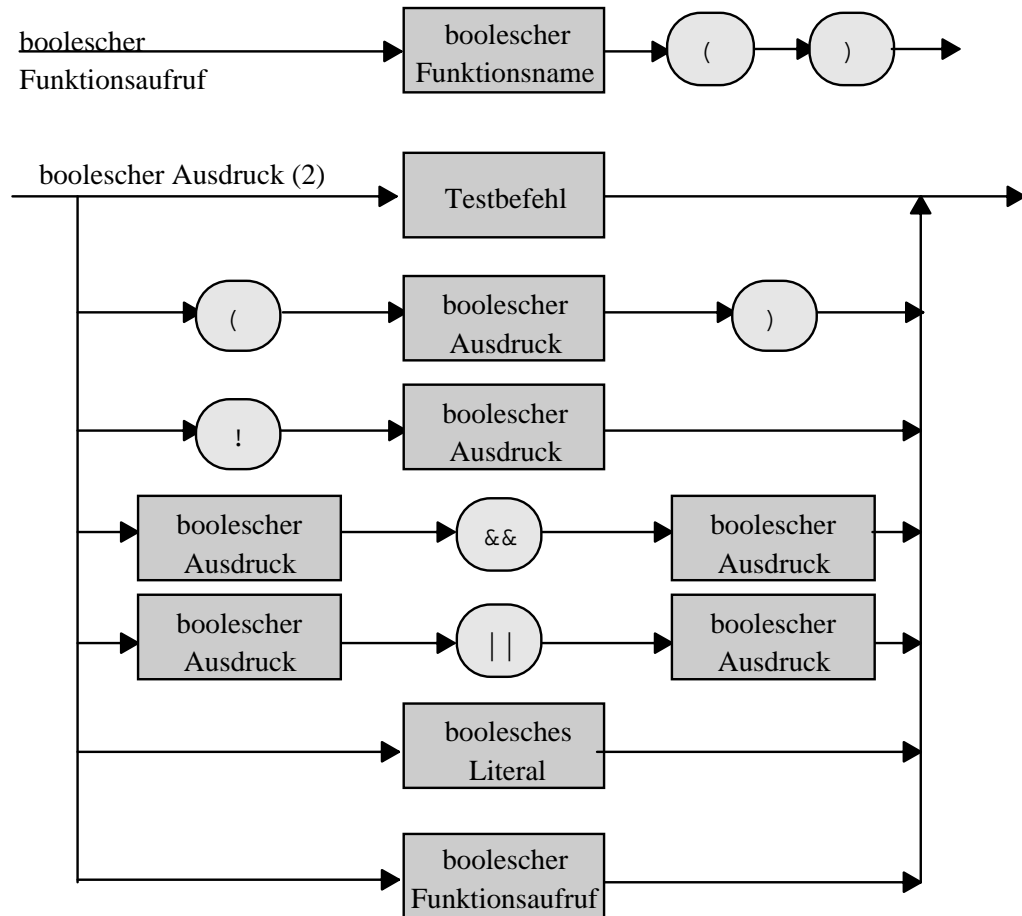 boolescher
Funktionsaufruf
boolescher
Funktionsname
(
)
boolescher Ausdruck (2)
Testbefehl
(
boolescher
Ausdruck
)
!
boolescher
Ausdruck
boolescher
Ausdruck
&&
boolescher
Ausdruck
boolescher
Ausdruck
||
boolescher
Ausdruck
boolesches
Literal
boolescher
Funktionsaufruf